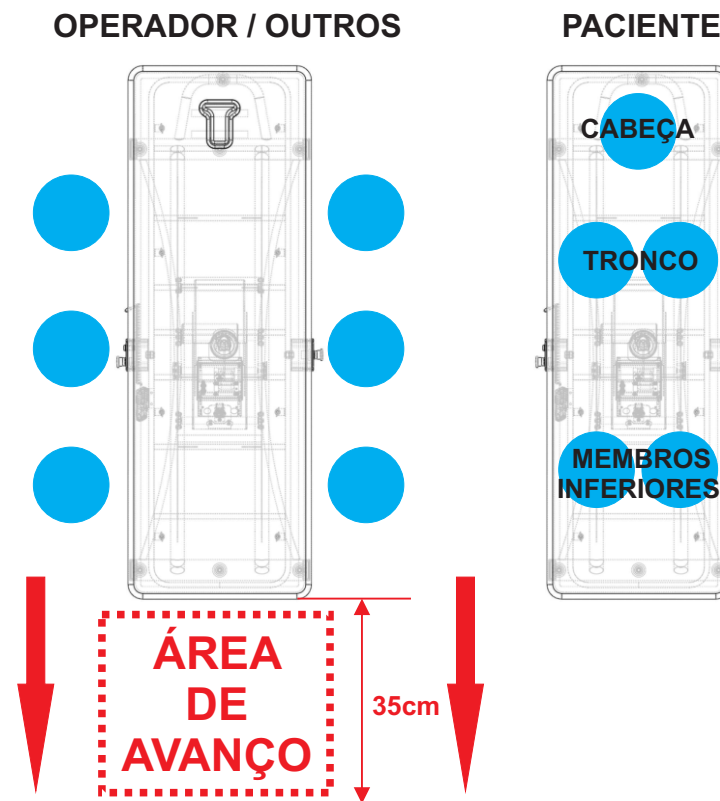 OPERADOR / OUTROS
PACIENTE
CABEÇA
TRONCO
MEMBROS
INFERIORES
ÁREA
DE
AVANÇO
35cm